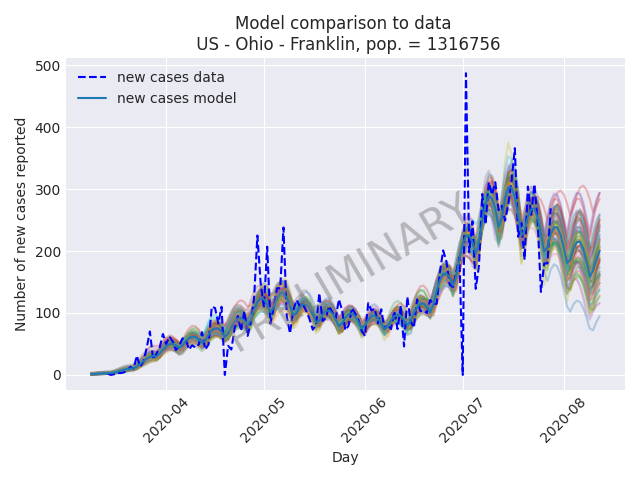 Model comparison to data
US - Ohio - Franklin, pop. = 1316756
new cases data
new cases model
Number of new cases reported
500
400
300
200
100
0
PRELIMINARY
2020-04
2020-05
2020-06
2020-07
2020-08
Day